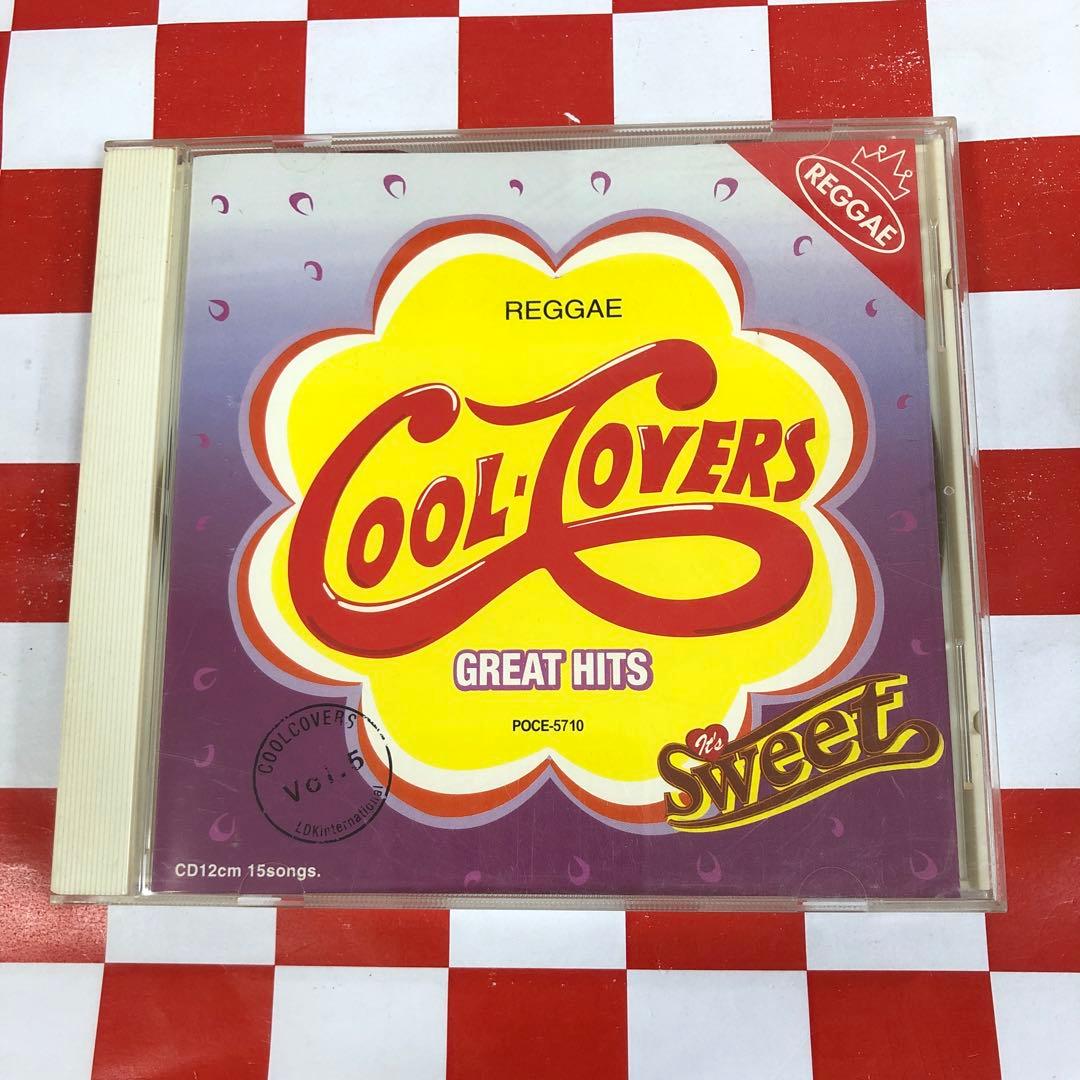 REGGAE
REGGAE
COOL-COVERS
GREAT HITS
POCE-5710
It's
Sweet
COOLCOVERS
Vol.5
LDKinternational
CD12cm 15songs.